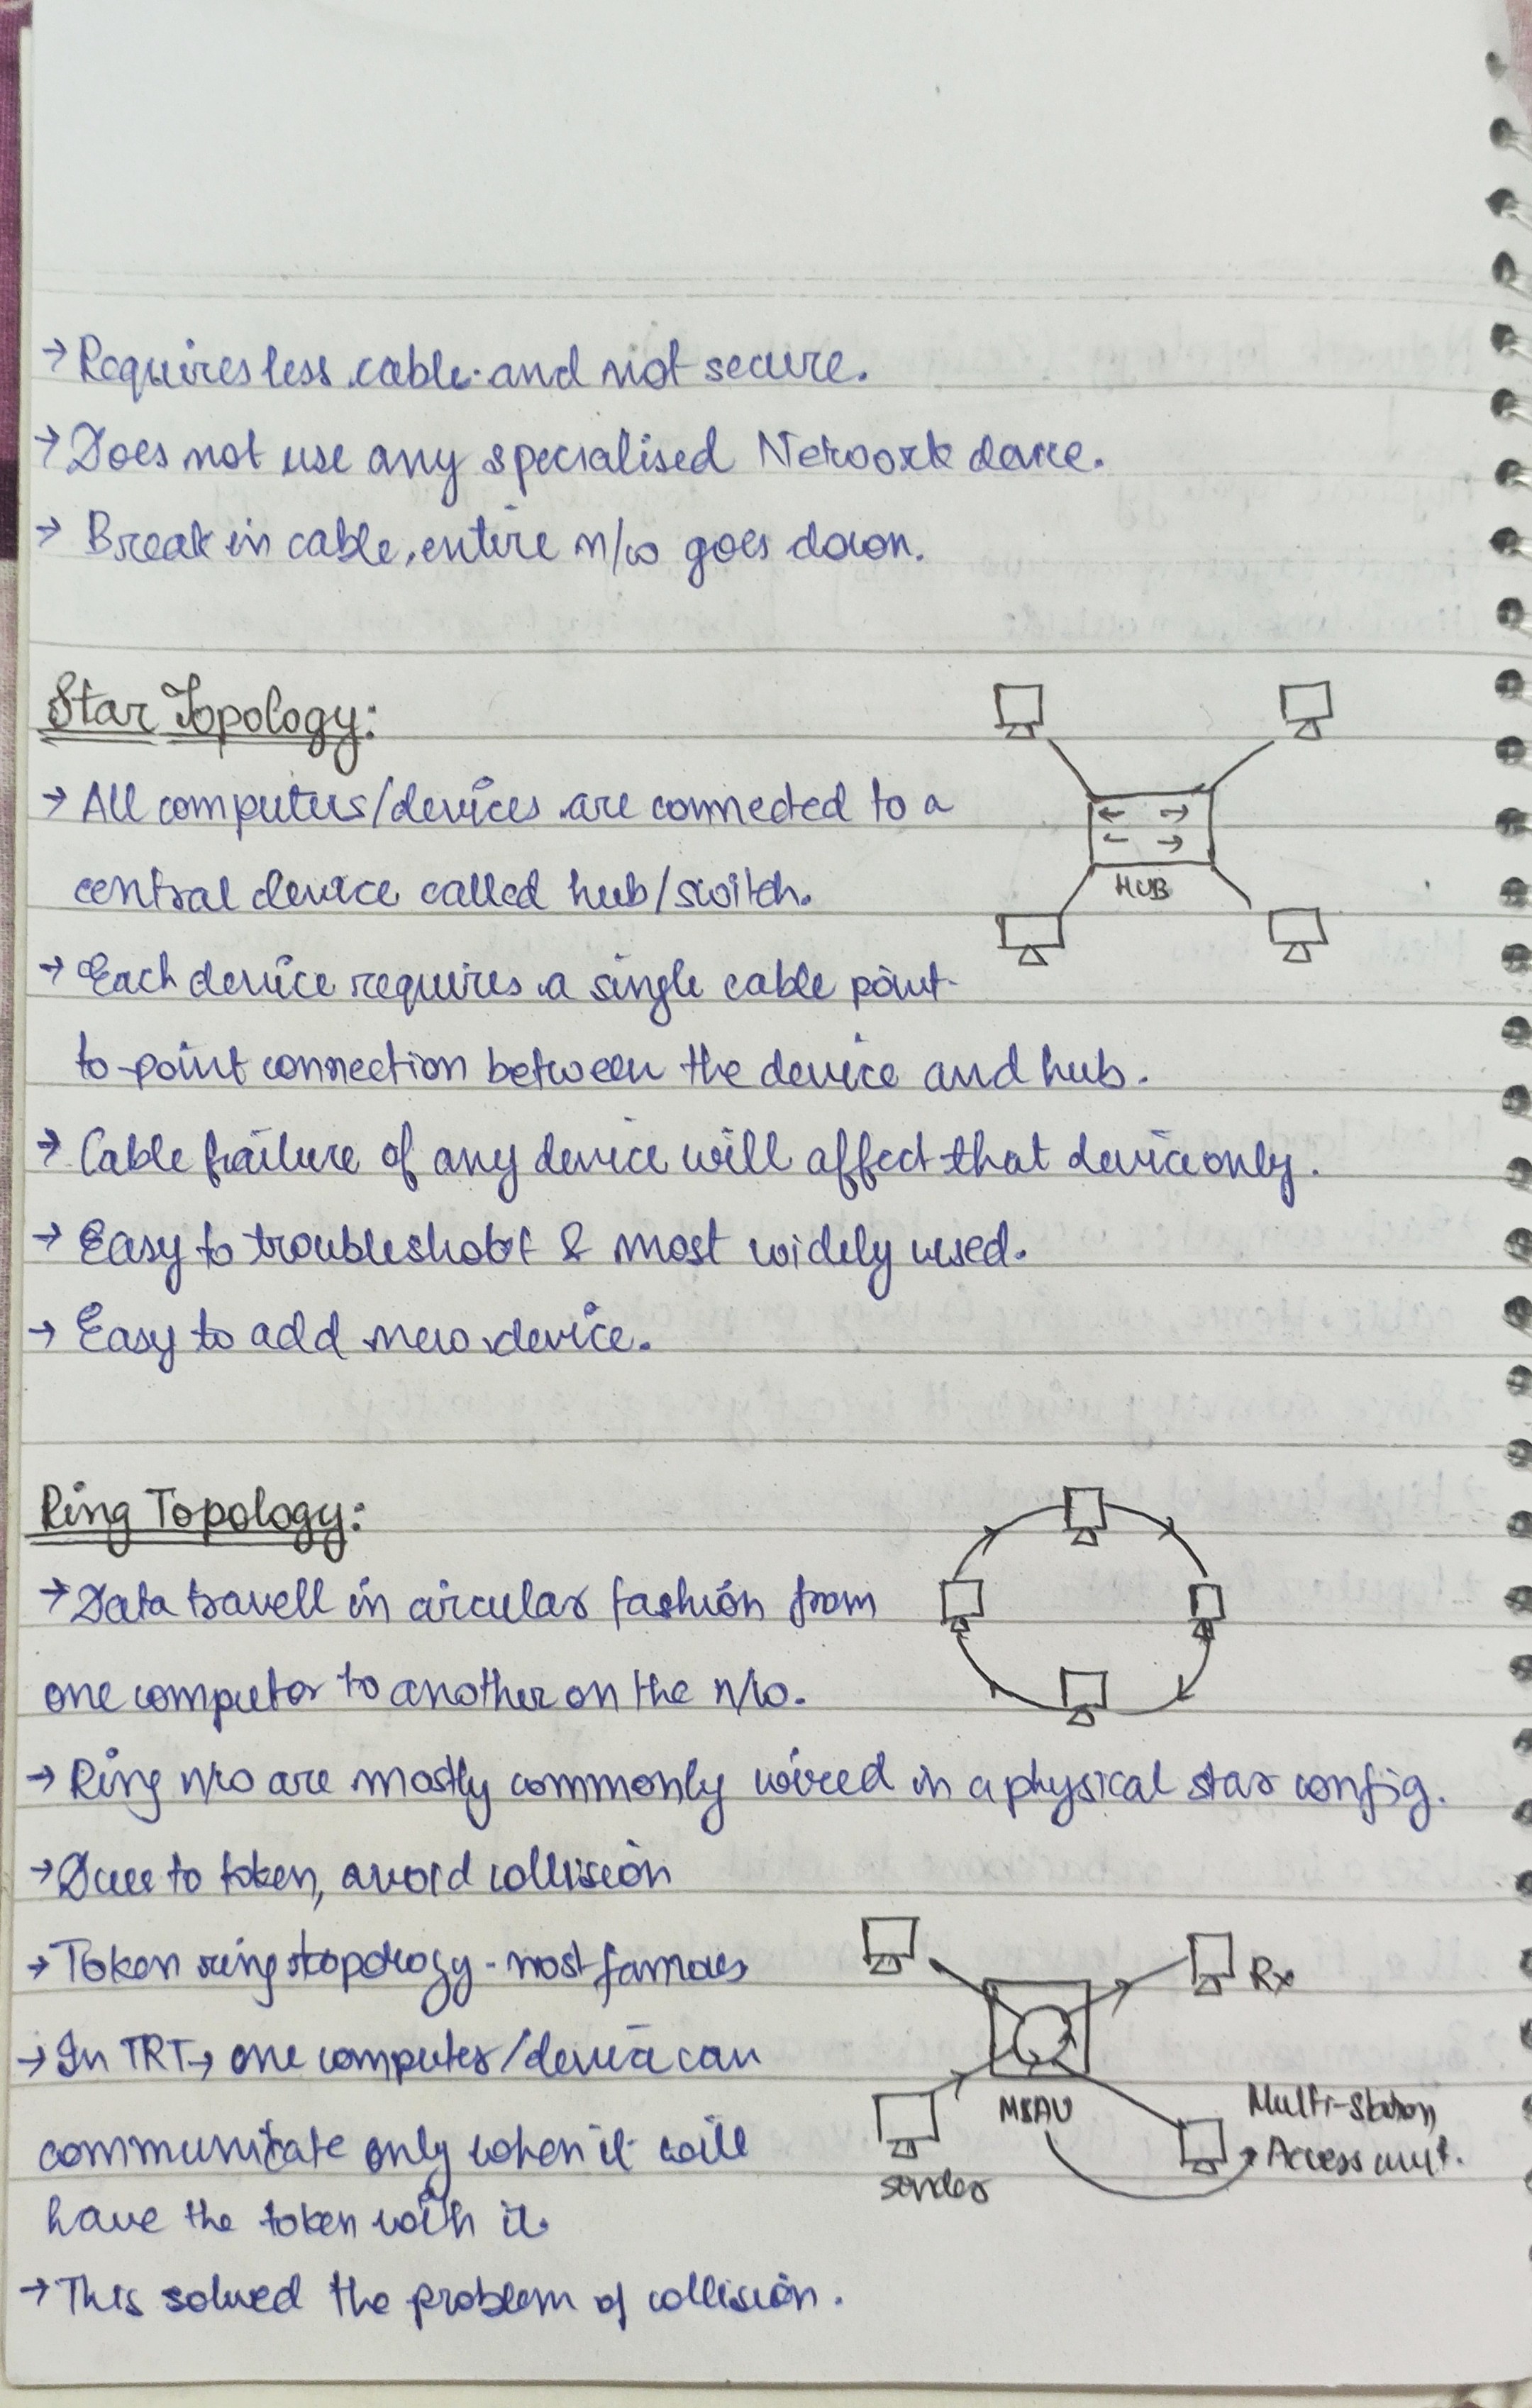 → Requires less cable and not secure.
→ Does not use any specialised Network device.
→ Break in cable, entire n/w goes down.
Star Topology:
→ All computers/devices are connected to a
central device called hub/switch.
HUB
→ Each device requires a single cable point-
to-point connection between the device and hub.
→ Cable failure of any device will affect that device only.
→ Easy to troubleshoot & most widely used.
→ Easy to add new device.
Ring Topology:
→ Data travell in circular fashion from
one computer to another on the n/w.
→ Ring n/w are mostly commonly wired in a physical star config.
→ Due to token, avoid collision
→ Token ring topology - most famous
Rx
→ In TRT → one computer/device can
MSAU
Multi-Station
Access unit.
communicate only when it will
sender
have the token with it.
→ This solved the problem of collision.